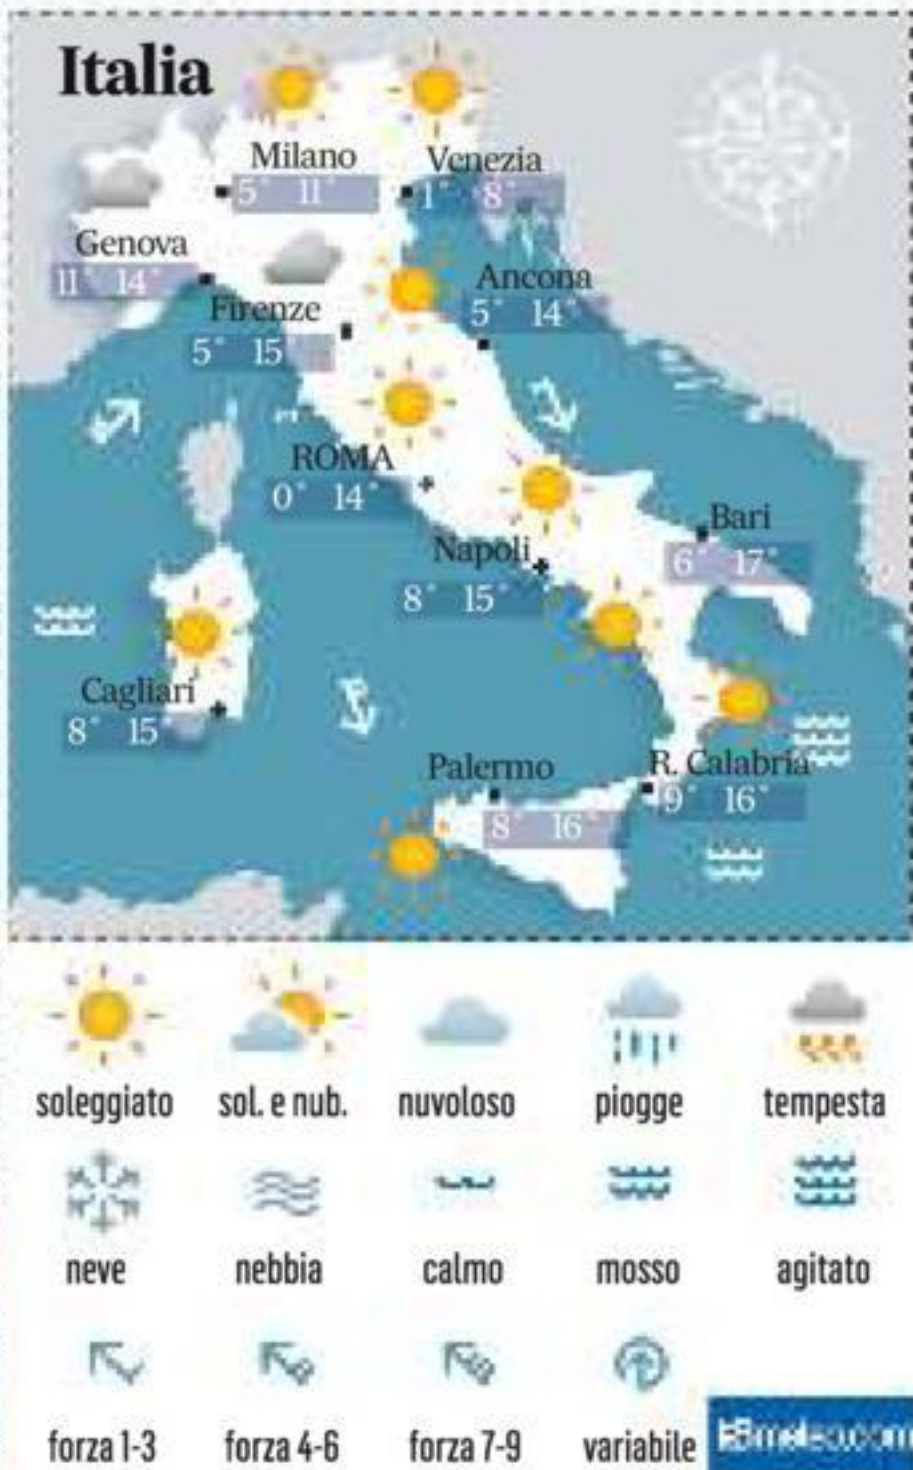 Italia
Milano
5° 11°
Venezia
1° 8°
Genova
11° 14°
Firenze
5° 15
Ancona
5° 14°
ROMA
0° 14°
Napoli
8° 15°
Bari
6° 17°
Cagliari
8° 15
Palermo
8° 16°
R. Calabria
9° 16°
soleggiato sol. e nub. nuvoloso piogge tempesta
neve nebbia calmo mosso agitato
forza 1-3 forza 4-6 forza 7-9 variabile